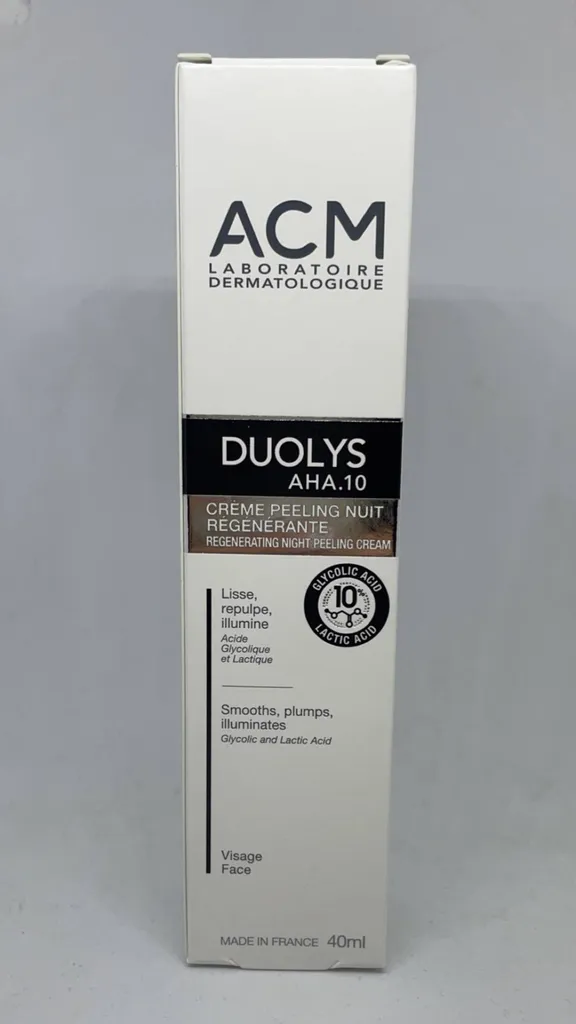 ACM
LABORATOIRE
DERMATOLOGIQUE
DUOLYS
AHA.10
CRÈME PEELING NUIT
RÉGÉNÉRANTE
REGENERATING NIGHT PEELING CREAM
GLYCOLIC ACID
10%
LACTIC ACID
Lisse,
repulpe,
illumine
Acide
Glycolique
et Lactique
Smooths, plumps,
illuminates
Glycolic and Lactic Acid
Visage
Face
MADE IN FRANCE 40ml